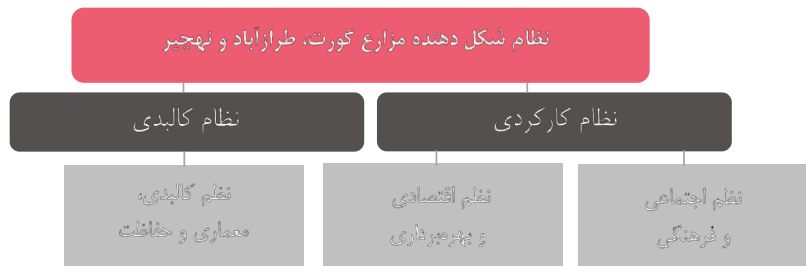 نظام شکل دهنده مزارع گورت، طرازآباد و نهچیر
نظام کارکردی
نظام کالبدی
نظم اجتماعی
و فرهنگی
نظم اقتصادی
و بهره‌برداری
نظم کالبدی،
معماری و حفاظت